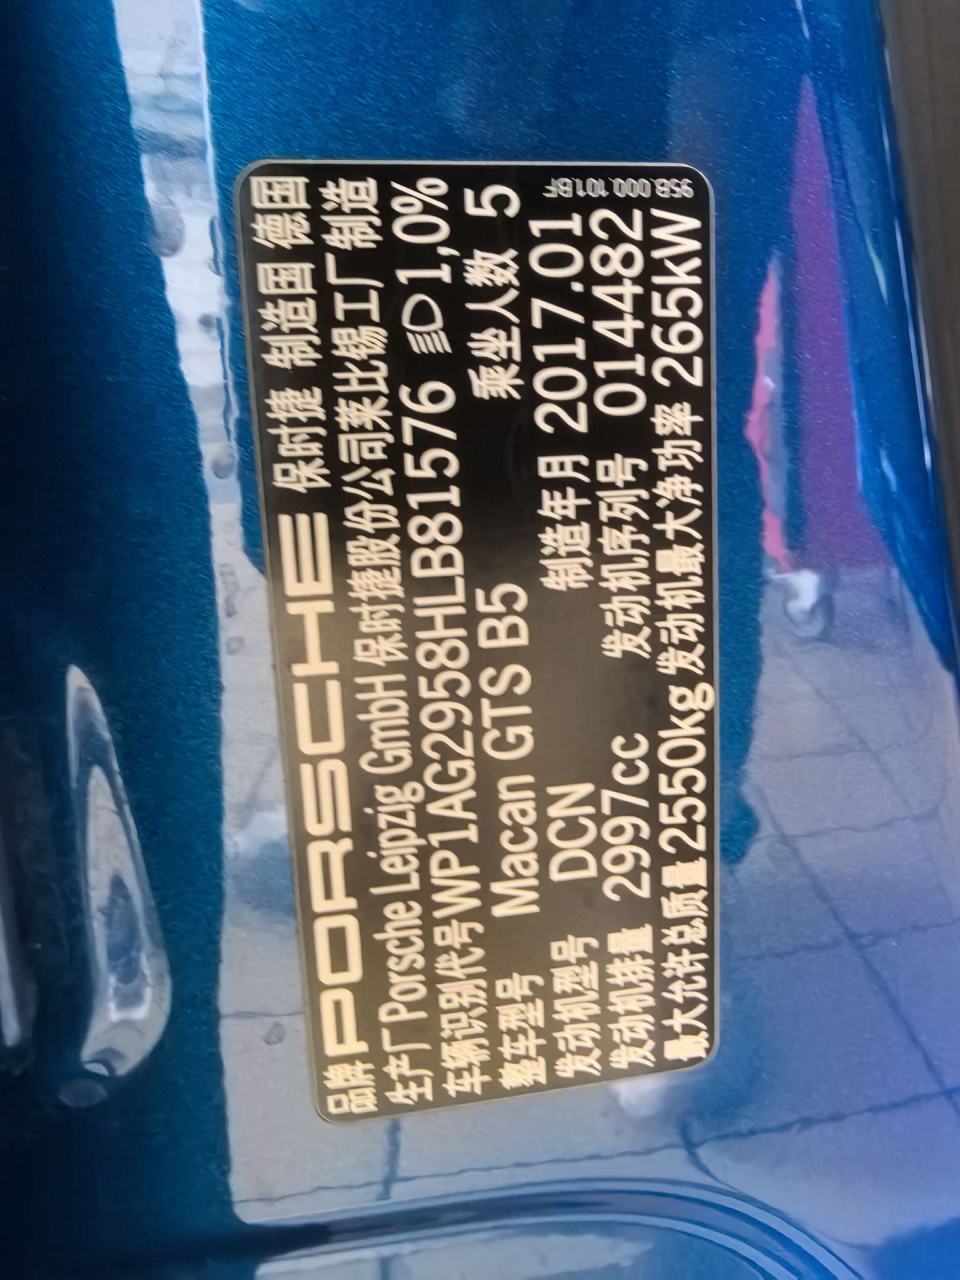 品牌 PORSCHE 保时捷 制造国 德国
生产厂 Porsche Leipzig GmbH 保时捷股份公司莱比锡工厂 制造
车辆识别代号 WP1AG2958HLB81576 1,0%
整车型号 Macan GTS B5 乘坐人数 5
发动机型号 DCN 制造年月 2017.01
发动机排量 2997cc 发动机序列号 014482
最大允许总质量 2550kg 发动机最大净功率 265kW
95B.000.101.BF